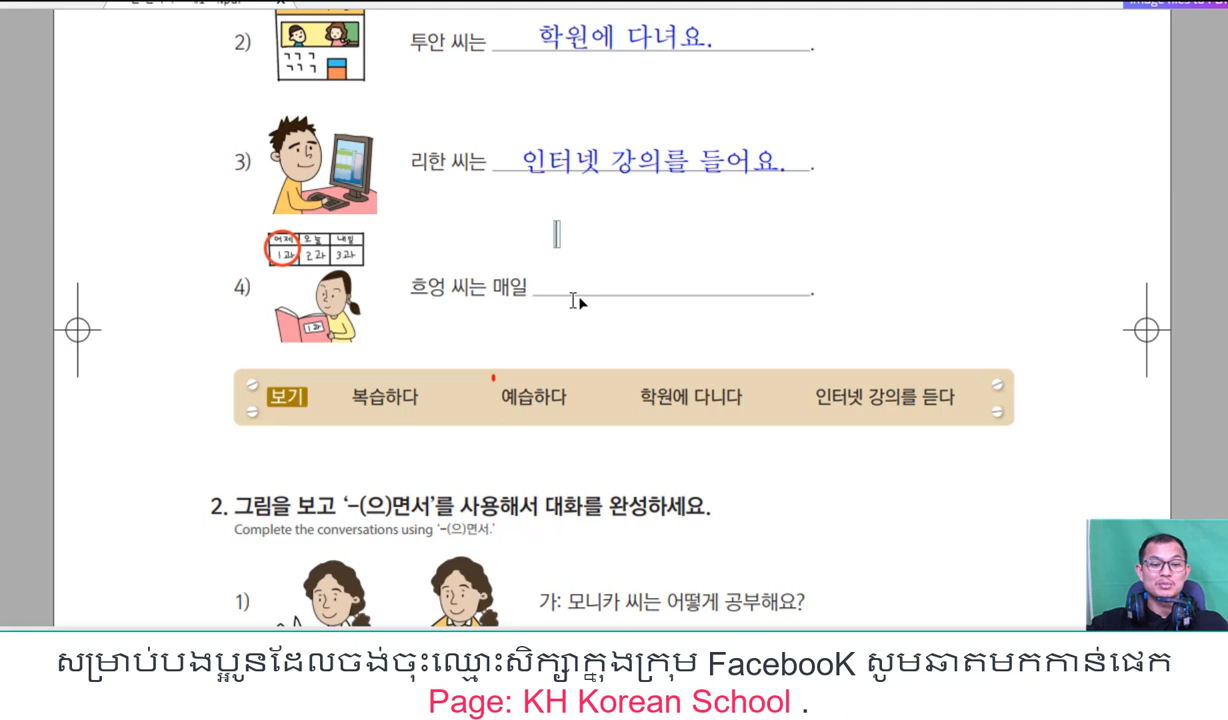 2) 투안 씨는 학원에 다녀요. .
ㄱㄱㄱ
ㄱㄱㄱ
3) 리한 씨는 인터넷 강의를 들어요. .
어제 오늘 내일
1과 2과 3과
4) 흐엉 씨는 매일 .
1과
보기 복습하다 예습하다 학원에 다니다 인터넷 강의를 듣다
2. 그림을 보고 ‘-(으)면서’를 사용해서 대화를 완성하세요.
Complete the conversations using ‘-(으)면서.’
1) 가: 모니카 씨는 어떻게 공부해요?
សម្រាប់បងប្អូនដែលចង់ចុះឈ្មោះសិក្សាក្នុងក្រុម FacebooK សូមឆាតមកកាន់ផេក
Page: KH Korean School .